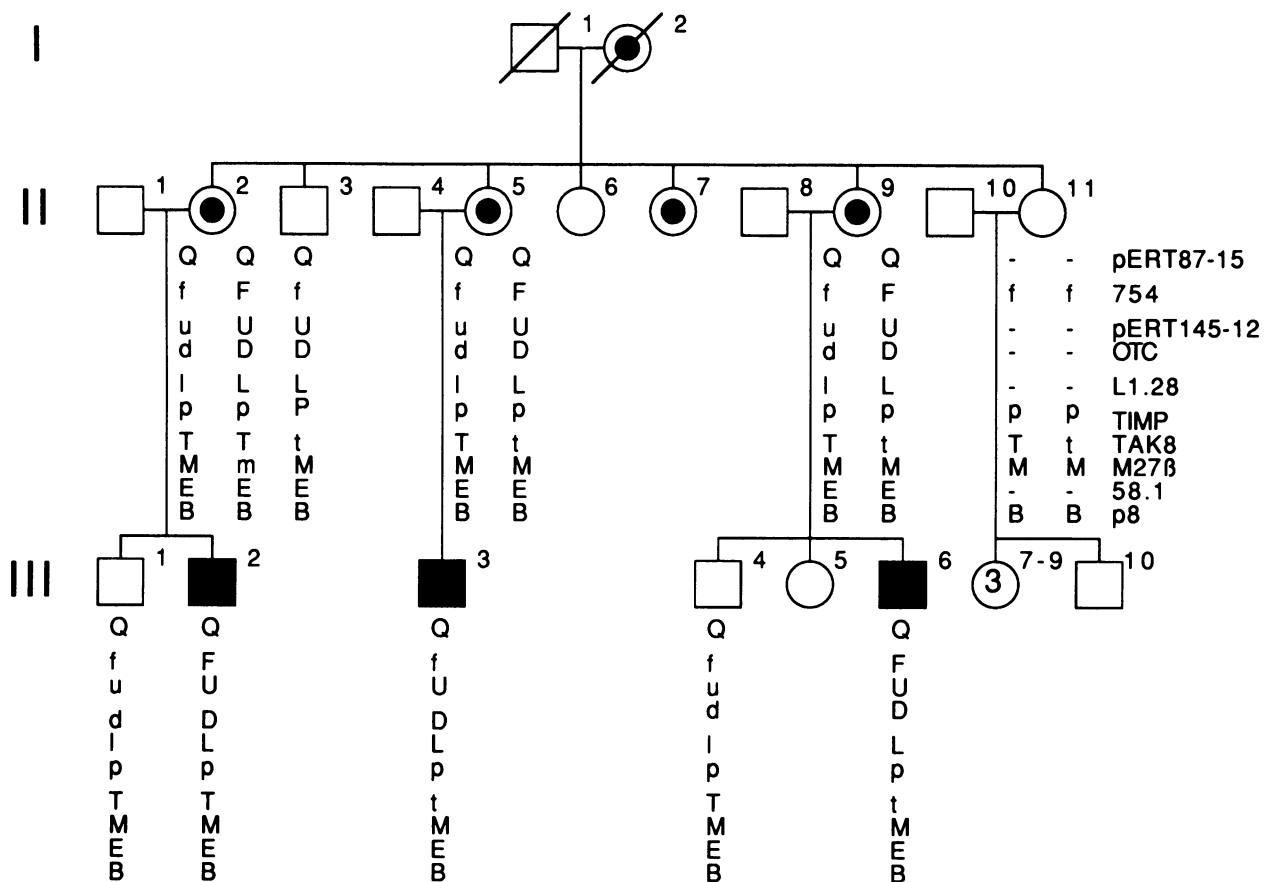 I 1 2
II 1 2 3 4 5 6 7 8 9 10 11
Q Q Q Q Q Q Q - - pERT87-15
f F f f F f F f f 754
u U U u U u U - - pERT145-12
d D D d D d D - - OTC
l L L l L l L - - L1.28
p p P p p p p p p TIMP
T T t T t T t T t TAK8
M m M M M M M M M M27ß
E E E E E E E - - 58.1
B B B B B B B B B p8
III 1 2 3 4 5 6 3 7-9 10
Q Q Q Q Q
f F f f F
u U U u U
d D D d D
l L L l L
p p p p p
T T t T t
M M M M M
E E E E E
B B B B B